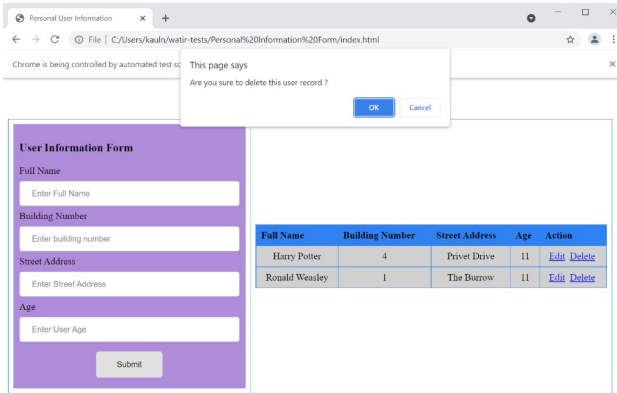 Personal User Information
File | C:/Users/kauln/watir-tests/Personal%20Information%20Form/index.html
Chrome is being controlled by automated test so
This page says
Are you sure to delete this user record ?
OK Cancel
User Information Form
Full Name
Enter Full Name
Building Number
Enter building number
Street Address
Enter Street Address
Age
Enter User Age
Submit
Full Name Building Number Street Address Age Action
Harry Potter 4 Privet Drive 11 Edit Delete
Ronald Weasley 1 The Burrow 11 Edit Delete